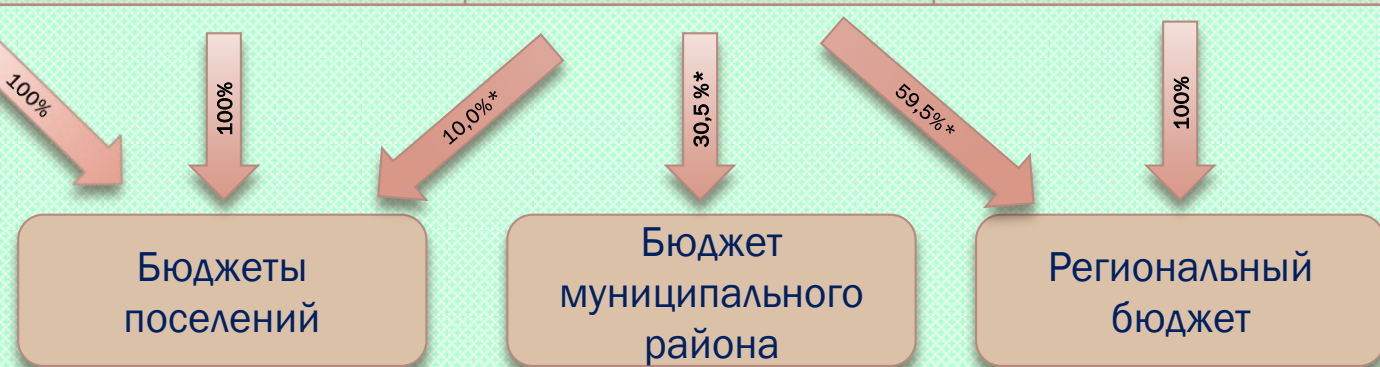 100%
100%
10,0%*
30,5 %*
59,5%*
100%
Бюджеты
поселений
Бюджет
муниципального
района
Региональный
бюджет